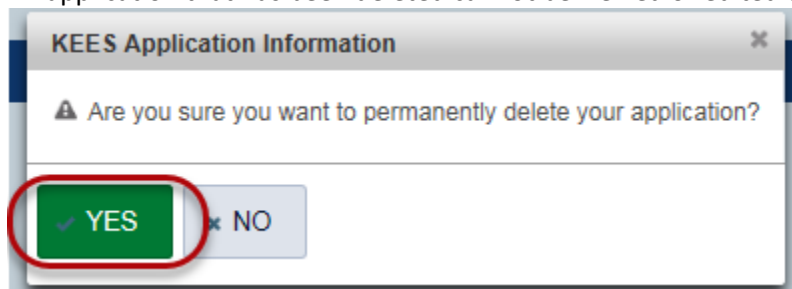 KEES Application Information
Are you sure you want to permanently delete your application?
YES NO